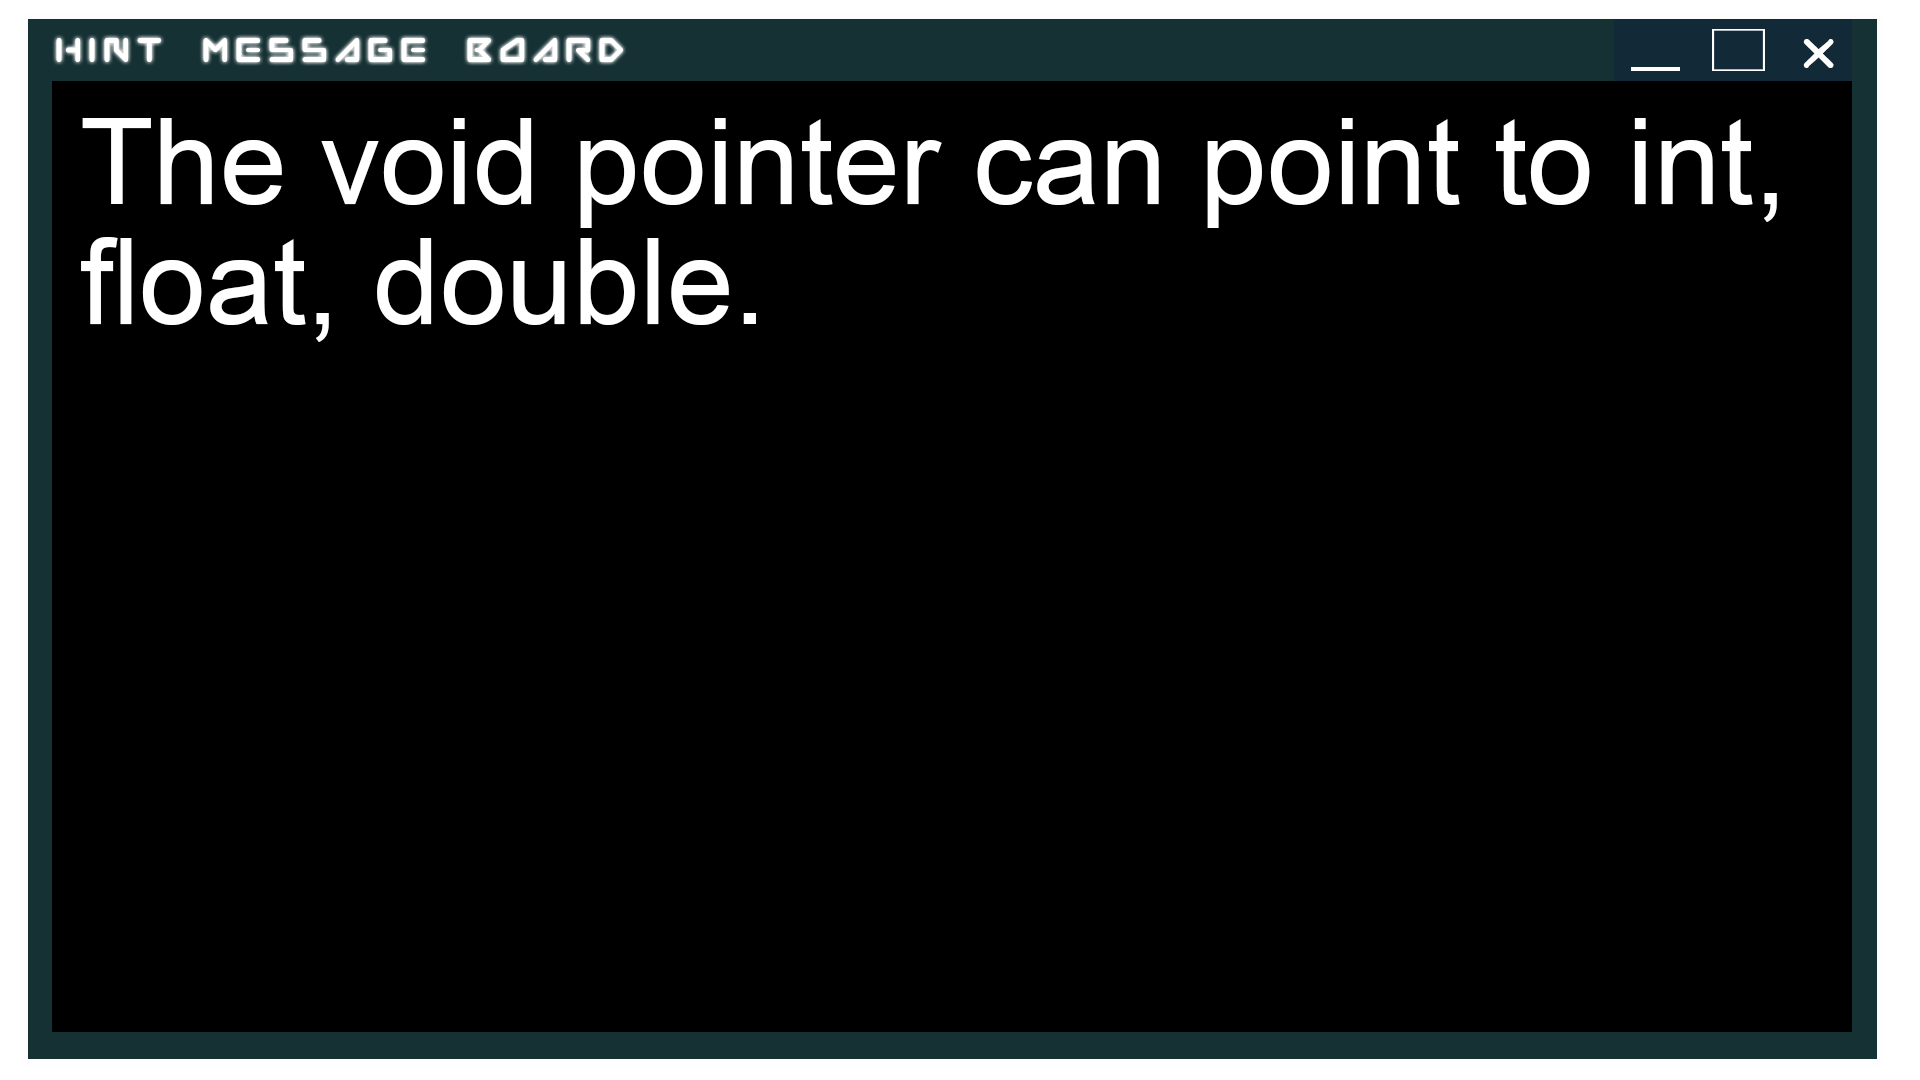 HINT MESSAGE BOARD
The void pointer can point to int,
float, double.